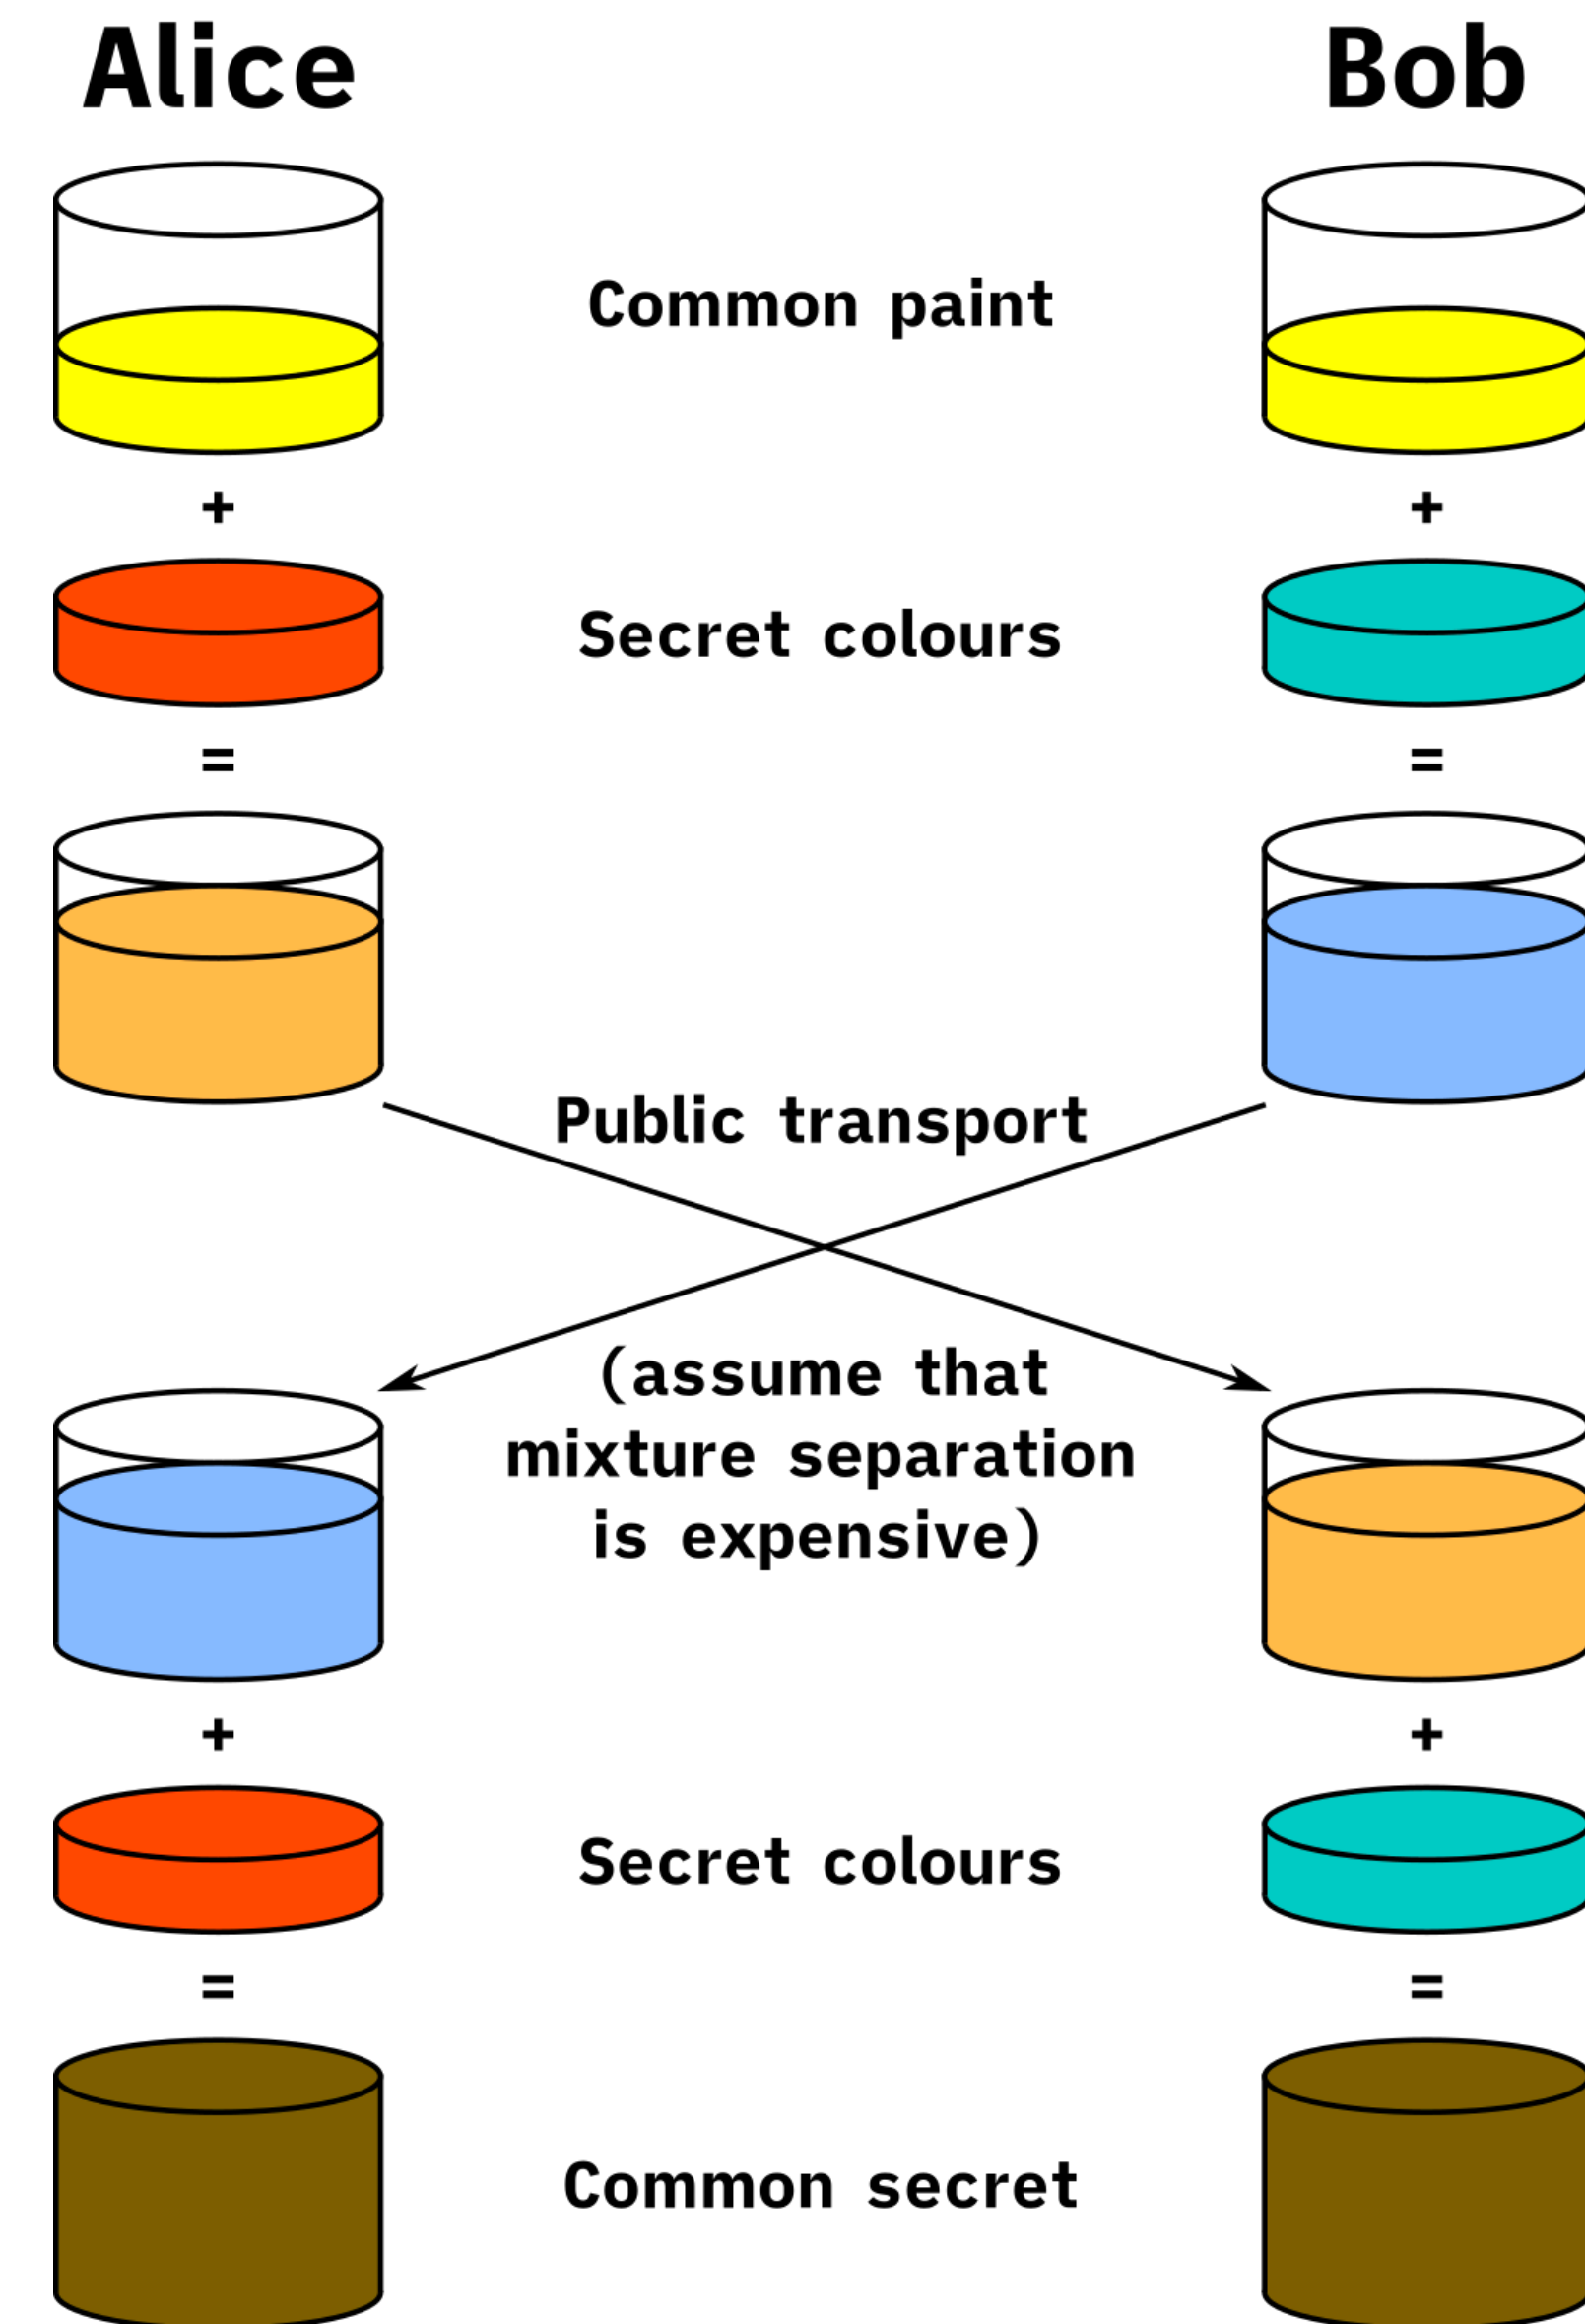 Alice Bob
Common paint
+ +
Secret colours
= =
Public transport
(assume that
mixture separation
is expensive)
+ +
Secret colours
= =
Common secret